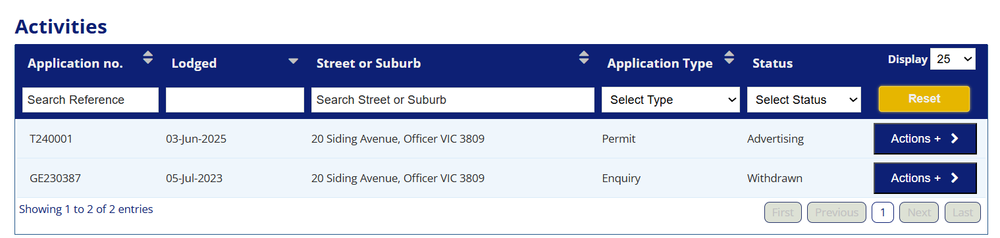 Activities
Application no. Lodged Street or Suburb Application Type Status Display 25
Search Reference Search Street or Suburb Select Type Select Status Reset
T240001 03-Jun-2025 20 Siding Avenue, Officer VIC 3809 Permit Advertising Actions +
GE230387 05-Jul-2023 20 Siding Avenue, Officer VIC 3809 Enquiry Withdrawn Actions +
Showing 1 to 2 of 2 entries First Previous 1 Next Last